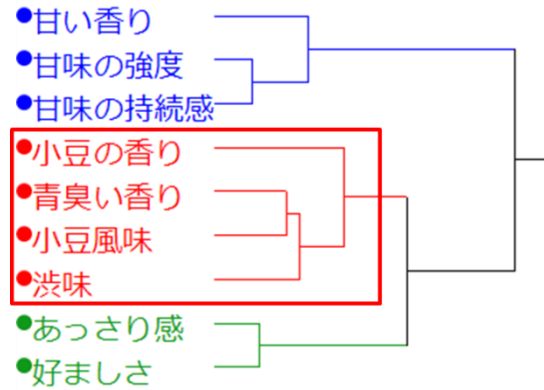 ●甘い香り
●甘味の強度
●甘味の持続感
●小豆の香り
●青臭い香り
●小豆風味
●渋味
●あっさり感
●好ましさ